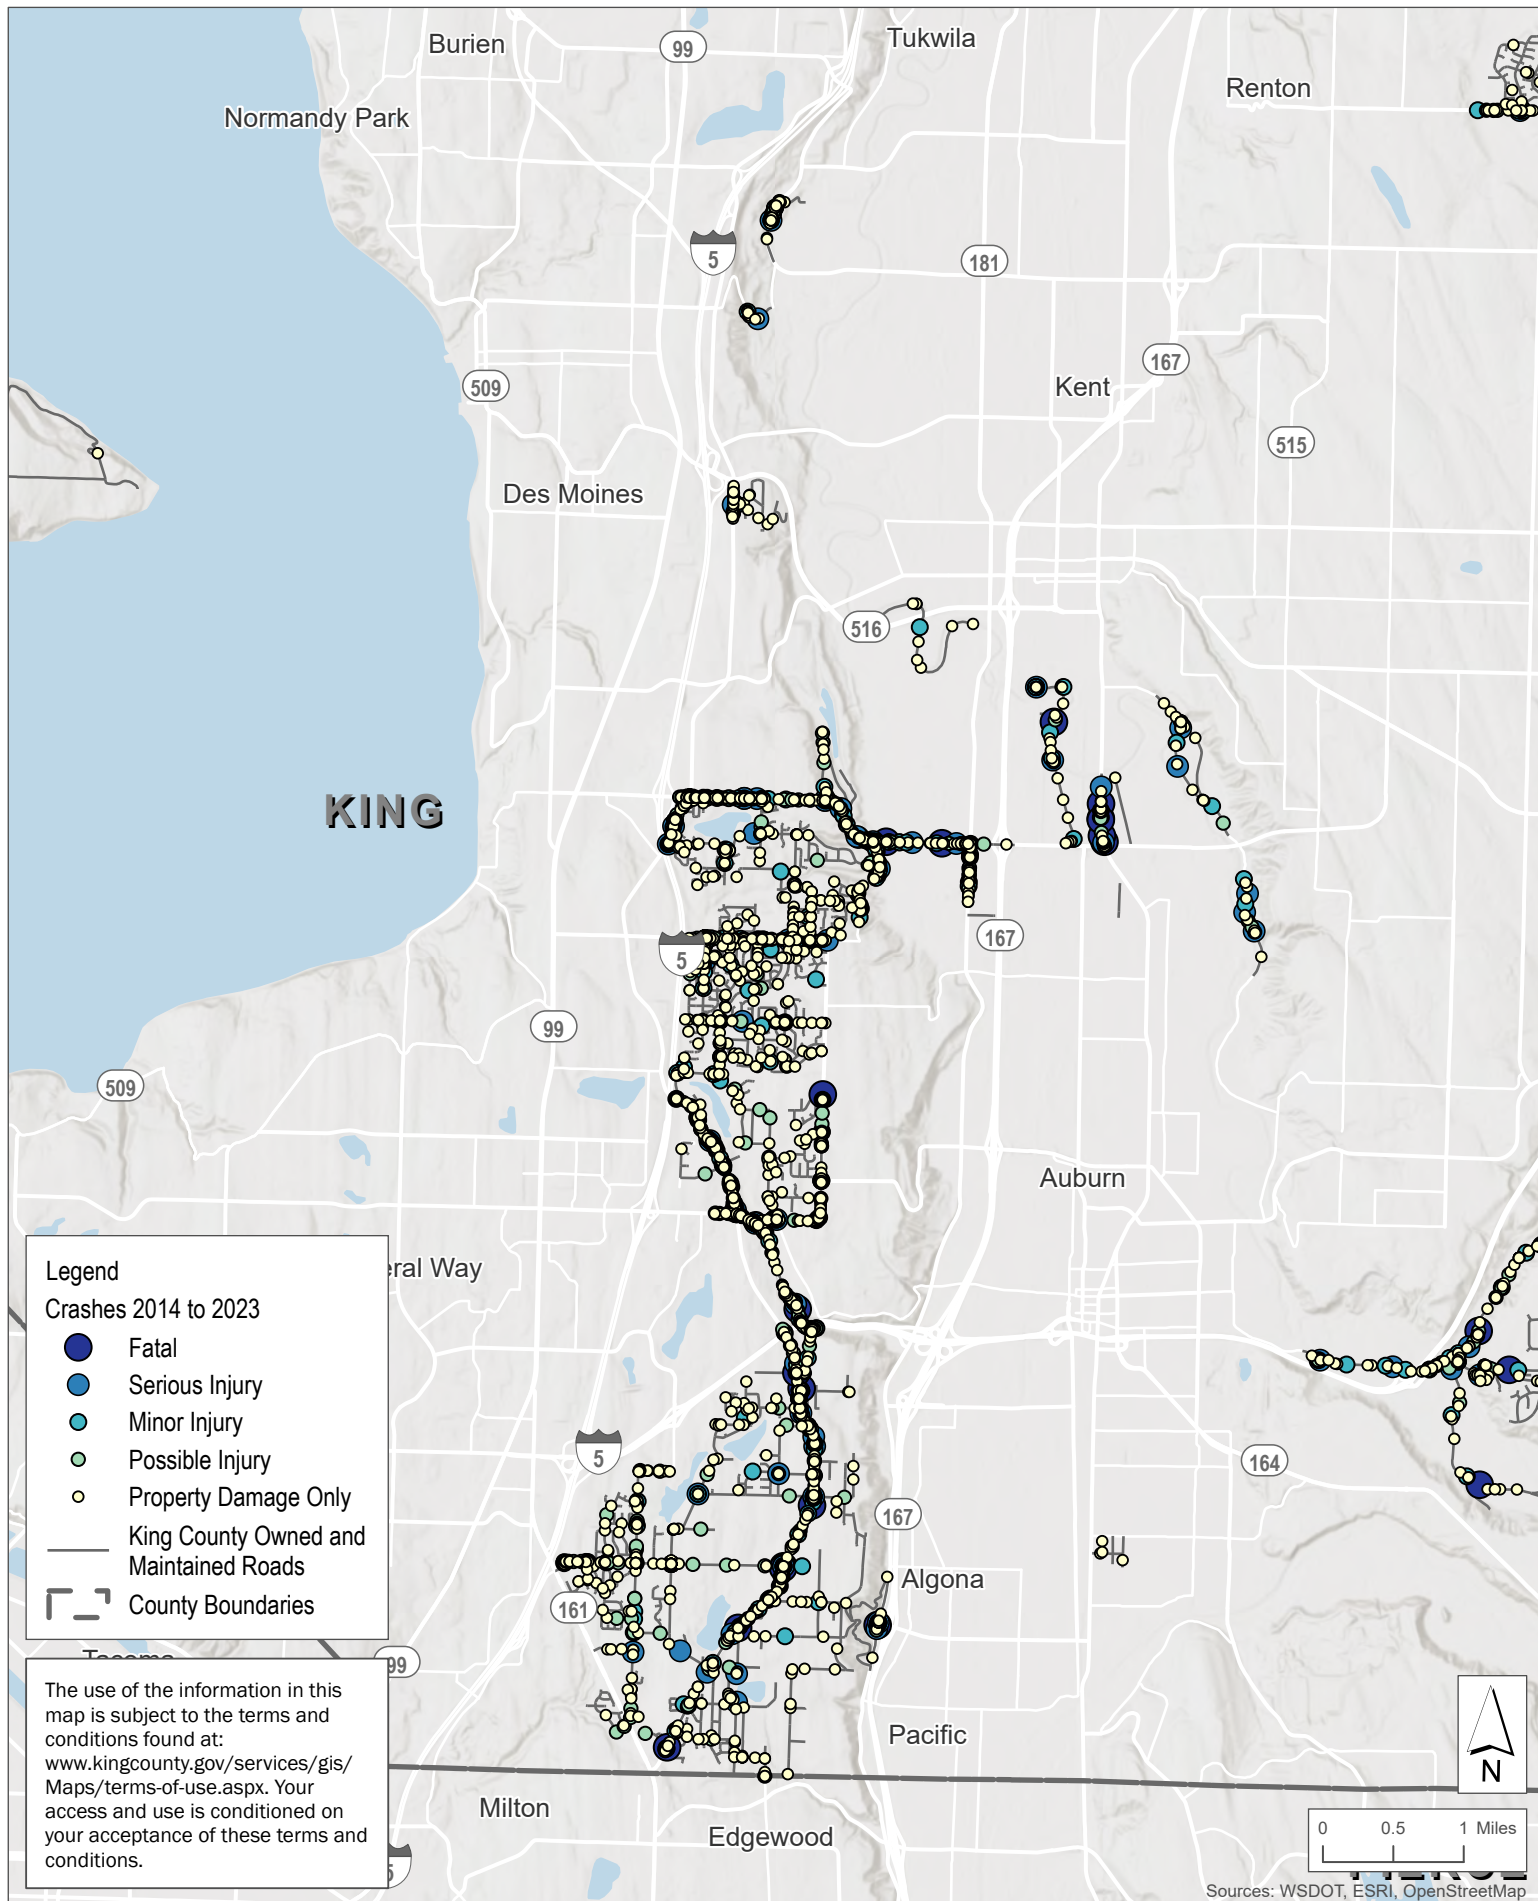 Burien
99
Tukwila
Renton
Normandy Park
5
181
167
Kent
509
515
Des Moines
516
KING
167
5
99
509
Auburn
eral Way
Legend
Crashes 2014 to 2023
Fatal
Serious Injury
Minor Injury
Possible Injury
Property Damage Only
King County Owned and
Maintained Roads
County Boundaries
5
164
167
Algona
161
99
The use of the information in this
map is subject to the terms and
conditions found at:
www.kingcounty.gov/services/gis/
Maps/terms-of-use.aspx. Your
access and use is conditioned on
your acceptance of these terms and
conditions.
Pacific
N
Milton
Edgewood
0 0.5 1 Miles
Sources: WSDOT, ESRI, OpenStreetMap